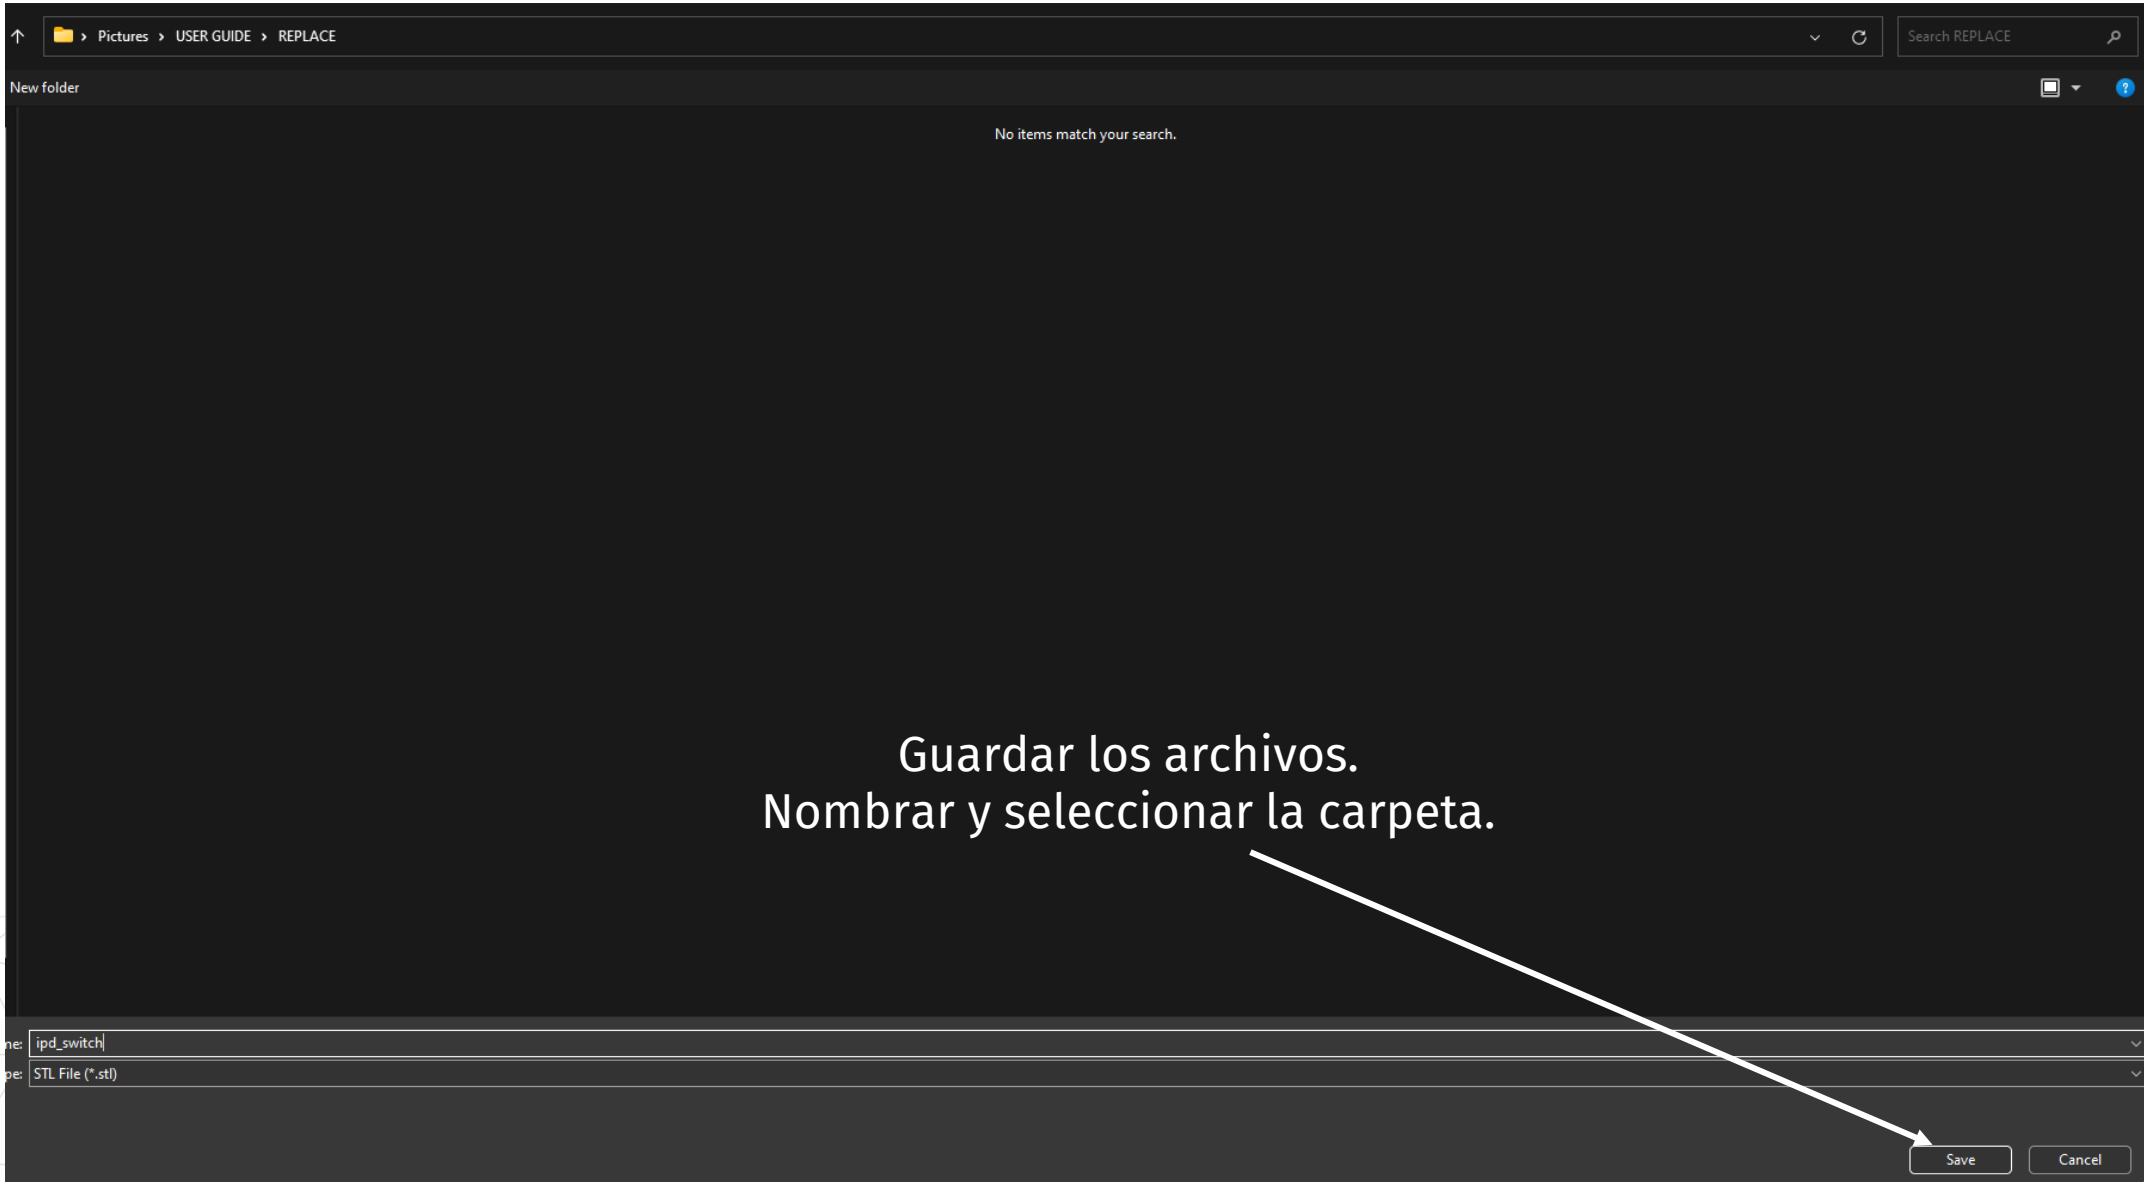 Pictures > USER GUIDE > REPLACE
Search REPLACE
New folder
No items match your search.
Guardar los archivos.
Nombrar y seleccionar la carpeta.
me: ipd_switch
pe: STL File (*.stl)
Save Cancel